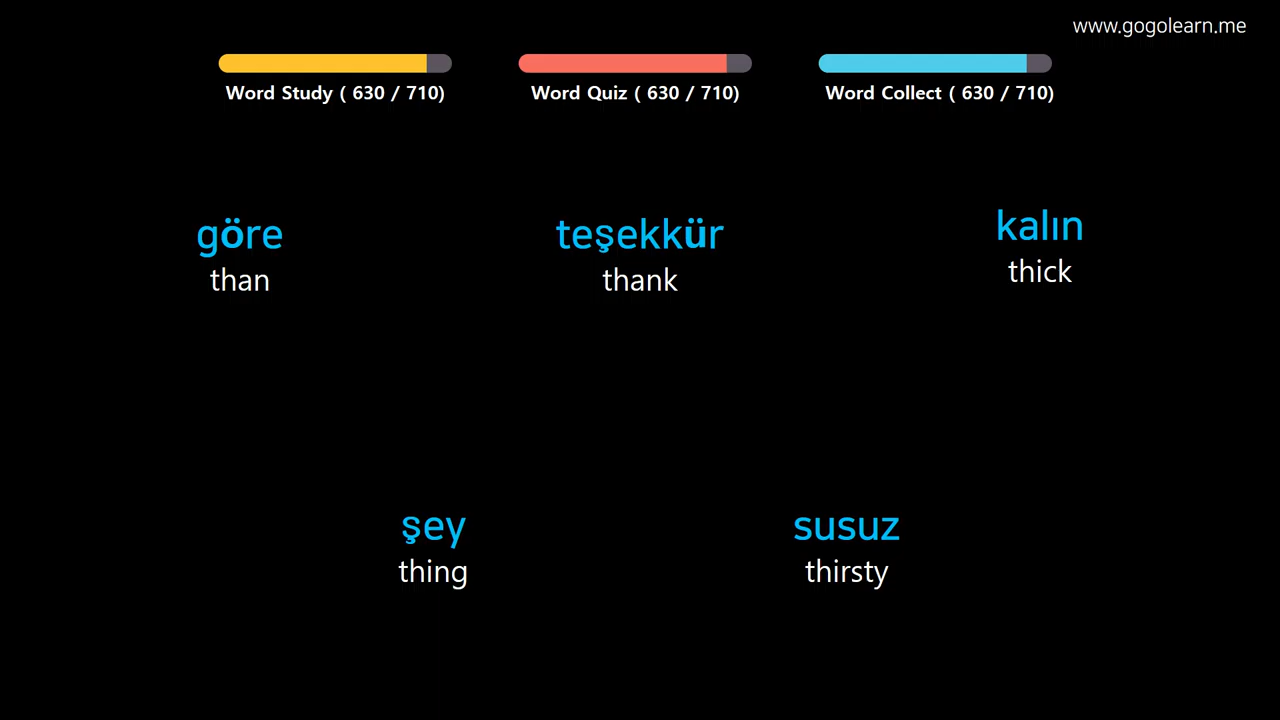 www.gogolearn.me
Word Study ( 630 / 710)
Word Quiz ( 630 / 710)
Word Collect ( 630 / 710)
göre
than
teşekkür
thank
kalın
thick
şey
thing
susuz
thirsty